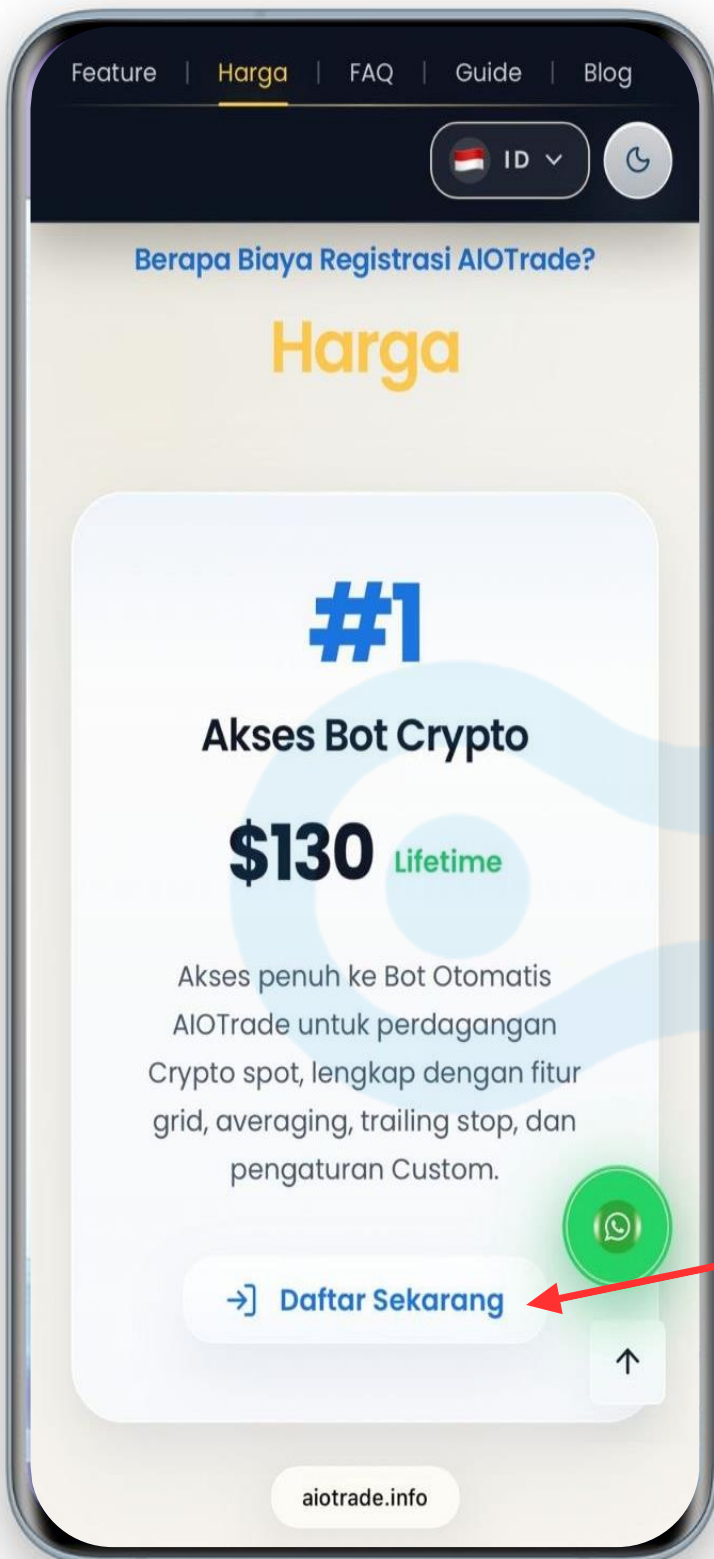 Feature | Harga | FAQ | Guide | Blog
ID
Berapa Biaya Registrasi AIOTrade?
Harga
#1
Akses Bot Crypto
$130 Lifetime
Akses penuh ke Bot Otomatis
AIOTrade untuk perdagangan
Crypto spot, lengkap dengan fitur
grid, averaging, trailing stop, dan
pengaturan Custom.
Daftar Sekarang
aiotrade.info